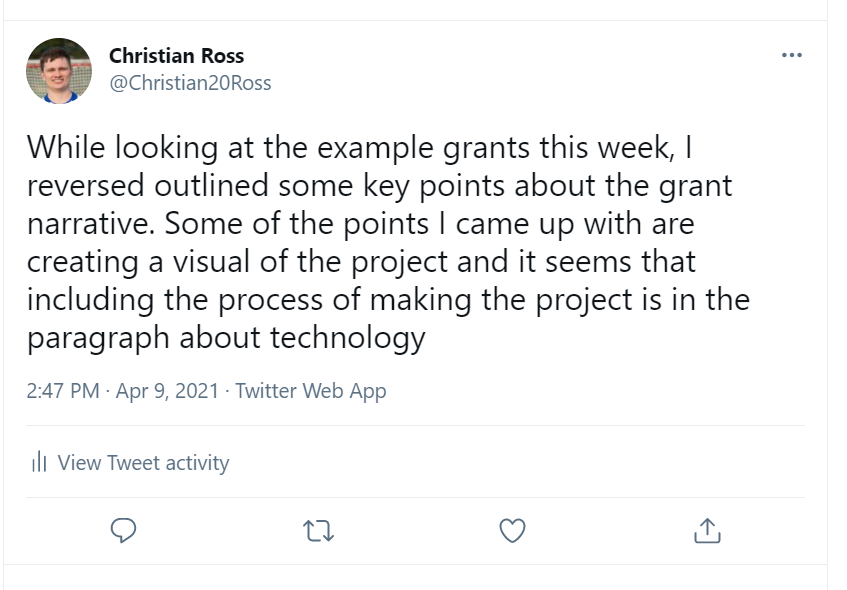 Christian Ross
@Christian20Ross
While looking at the example grants this week, I
reversed outlined some key points about the grant
narrative. Some of the points I came up with are
creating a visual of the project and it seems that
including the process of making the project is in the
paragraph about technology
2:47 PM · Apr 9, 2021 · Twitter Web App
View Tweet activity